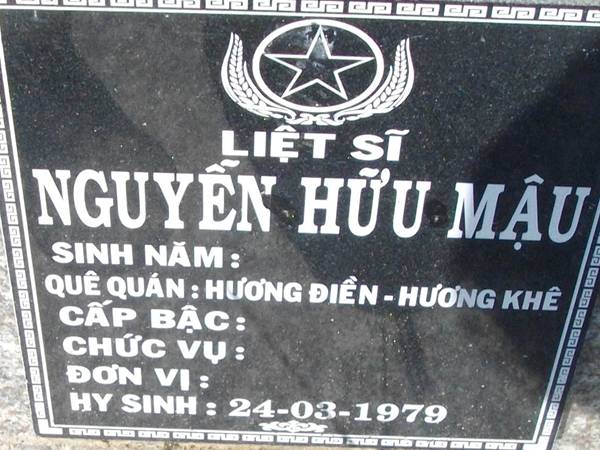 LIỆT SĨ
NGUYỄN HỮU MẬU
SINH NĂM :
QUÊ QUÁN : HƯƠNG ĐIỀN - HƯƠNG KHÊ
CẤP BẬC :
CHỨC VỤ :
ĐƠN VỊ :
HY SINH : 24-03-1979